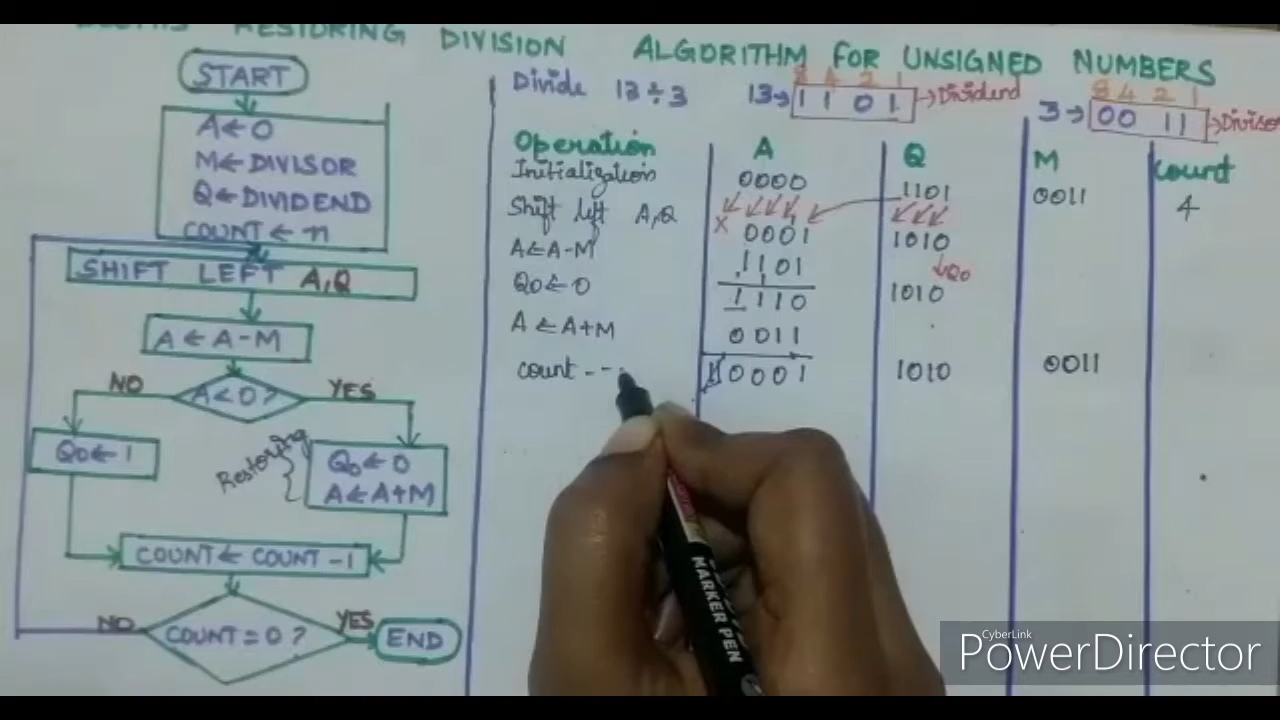 RESTORING DIVISION ALGORITHM FOR UNSIGNED NUMBERS
START
A ← 0
M ← DIVISOR
Q ← DIVIDEND
COUNT ← n
SHIFT LEFT A,Q
A ← A-M
A<0?
NO
YES
Q0 ← 1
Restoring
Q0 ← 0
A ← A+M
COUNT ← COUNT -1
COUNT = 0 ?
NO
YES
END
Divide 13 ÷ 3
8 4 2 1
13 → 1 1 0 1 → Dividend
8 4 2 1
3 → 00 11 → Divisor
Operation A Q M count
Initialization 0000 1101 0011 4
Shift left A,Q X 0001 1010
A ← A-M 1101 Q0
Q0 ← 0 1110 1010
A ← A+M 0011
count -- 1 0001 1010 0011
MARKER PEN
CyberLink
PowerDirector